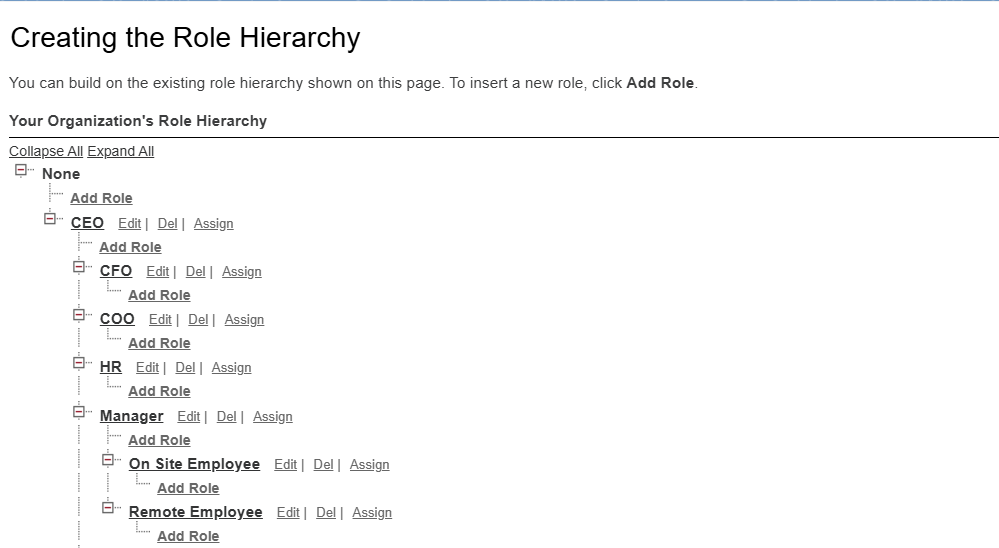 Creating the Role Hierarchy
You can build on the existing role hierarchy shown on this page. To insert a new role, click Add Role.
Your Organization's Role Hierarchy
Collapse All Expand All
None
Add Role
CEO Edit | Del | Assign
Add Role
CFO Edit | Del | Assign
Add Role
COO Edit | Del | Assign
Add Role
HR Edit | Del | Assign
Add Role
Manager Edit | Del | Assign
Add Role
On Site Employee Edit | Del | Assign
Add Role
Remote Employee Edit | Del | Assign
Add Role